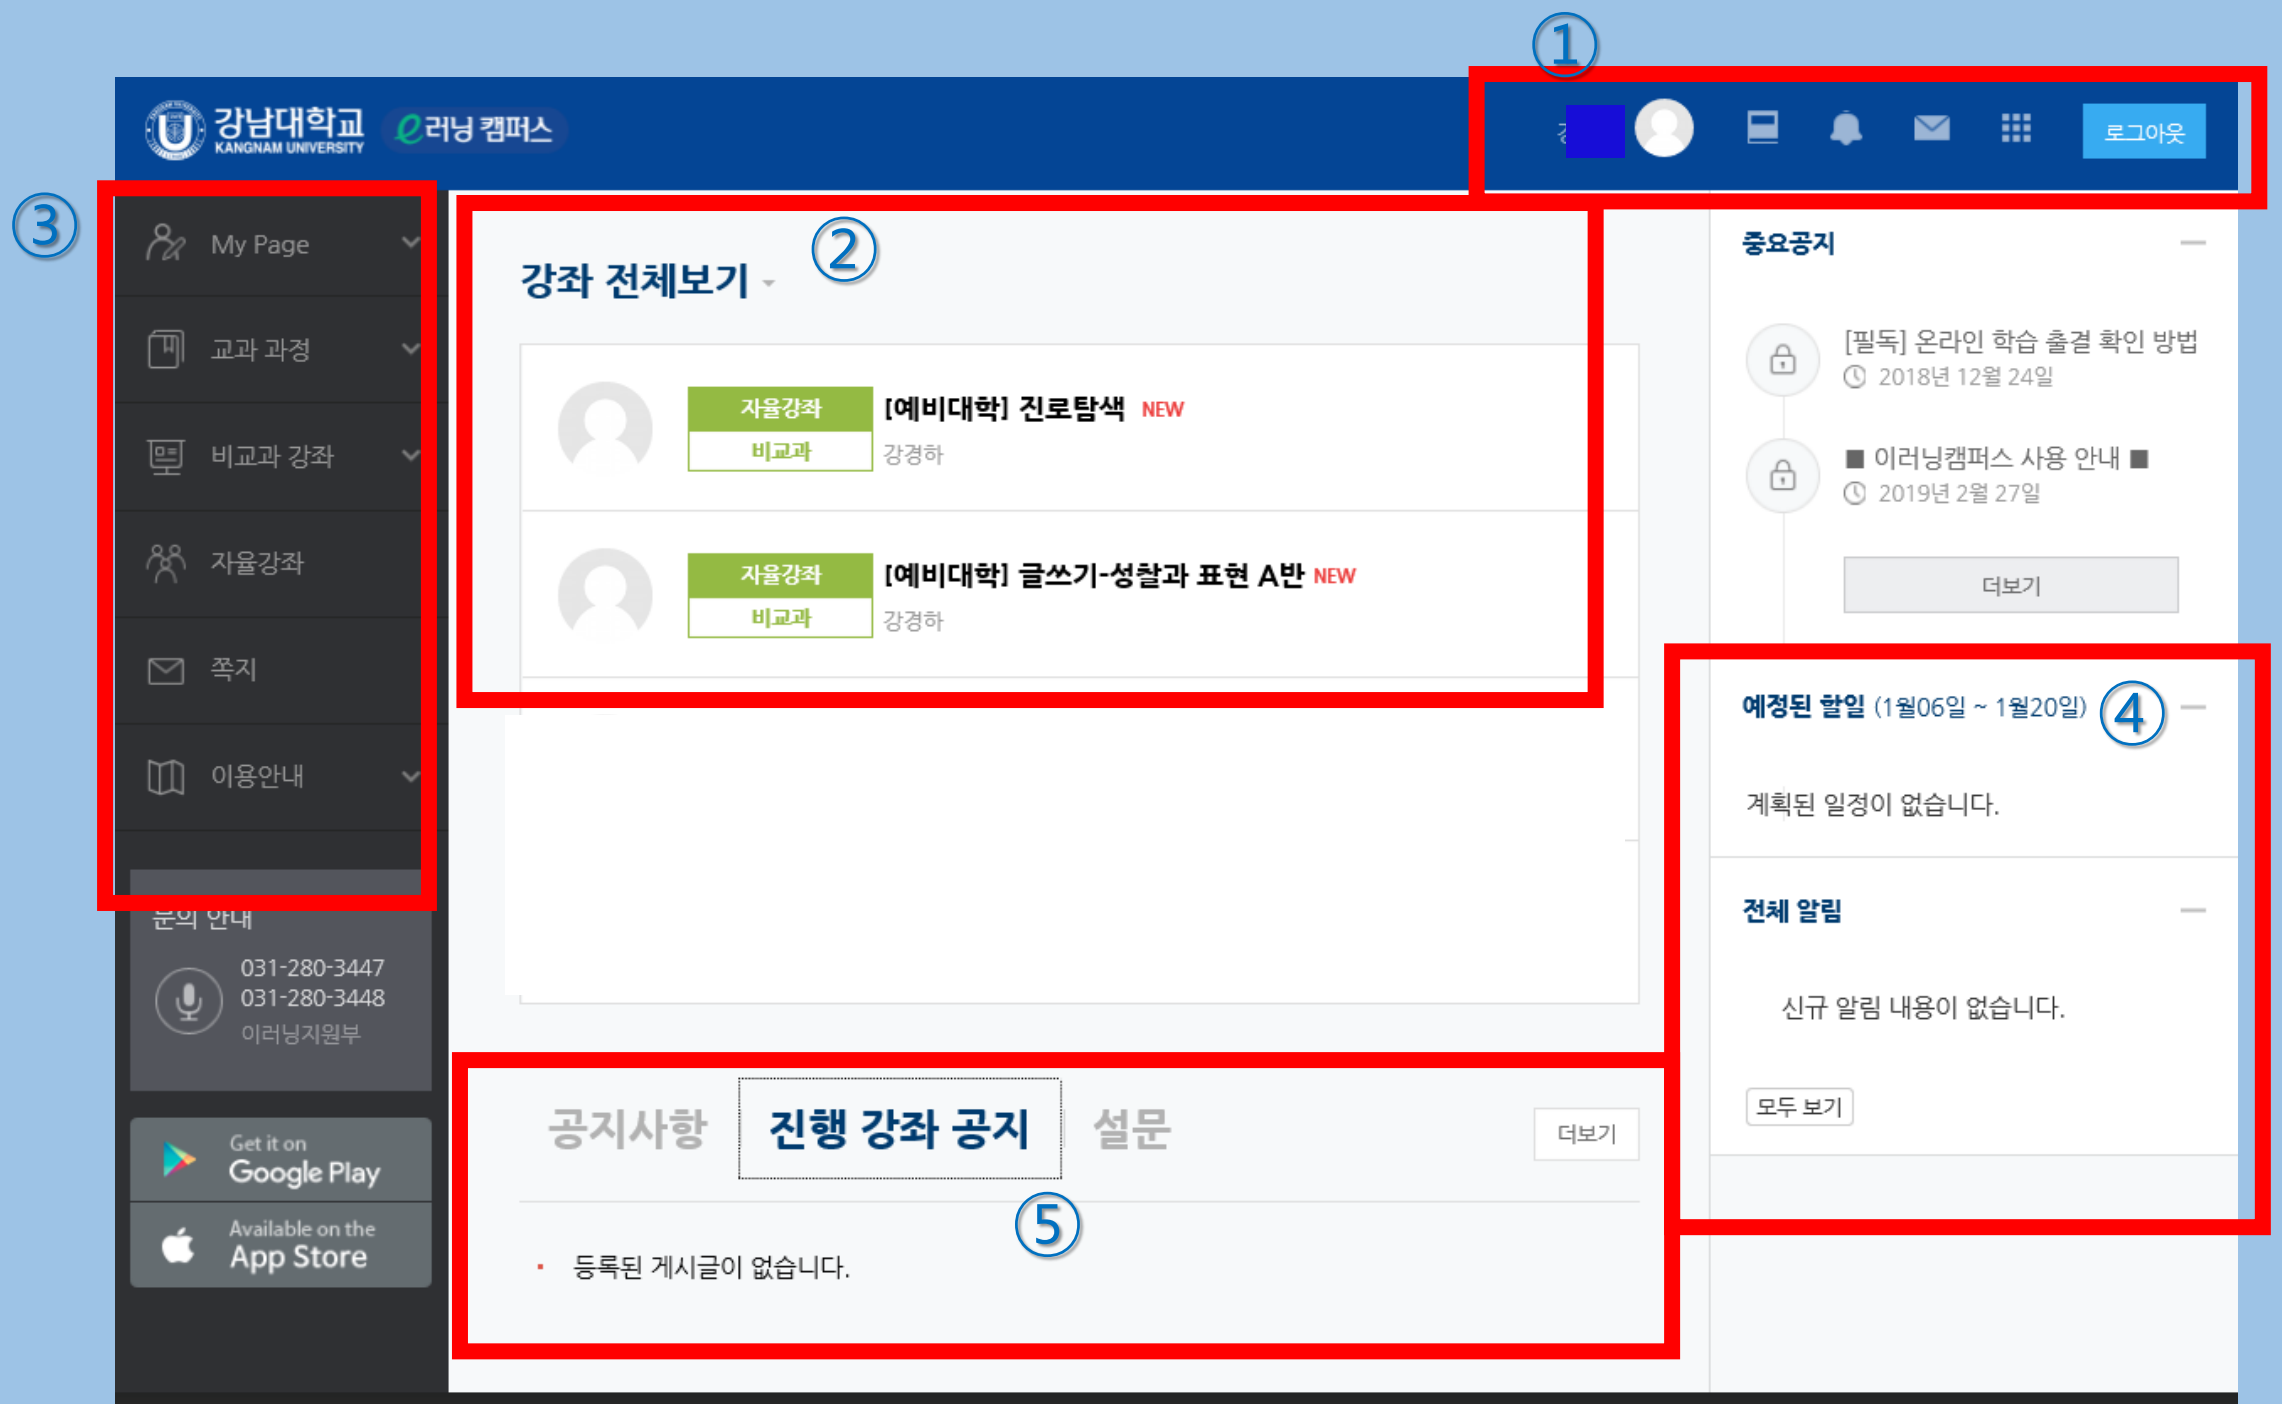 ①
강남대학교
KANGNAM UNIVERSITY
e러닝 캠퍼스
로그아웃
③
My Page
교과 과정
비교과 강좌
자율강좌
쪽지
이용안내
문의 안내
031-280-3447
031-280-3448
이러닝지원부
Get it on
Google Play
Available on the
App Store
②
강좌 전체보기
자율강좌
비교과
[예비대학] 진로탐색 NEW
강경하
자율강좌
비교과
[예비대학] 글쓰기-성찰과 표현 A반 NEW
강경하
공지사항
진행 강좌 공지
설문
더보기
⑤
등록된 게시글이 없습니다.
중요공지
[필독] 온라인 학습 출결 확인 방법
2018년 12월 24일
■ 이러닝캠퍼스 사용 안내 ■
2019년 2월 27일
더보기
예정된 할일 (1월06일 ~ 1월20일)
④
계획된 일정이 없습니다.
전체 알림
신규 알림 내용이 없습니다.
모두 보기